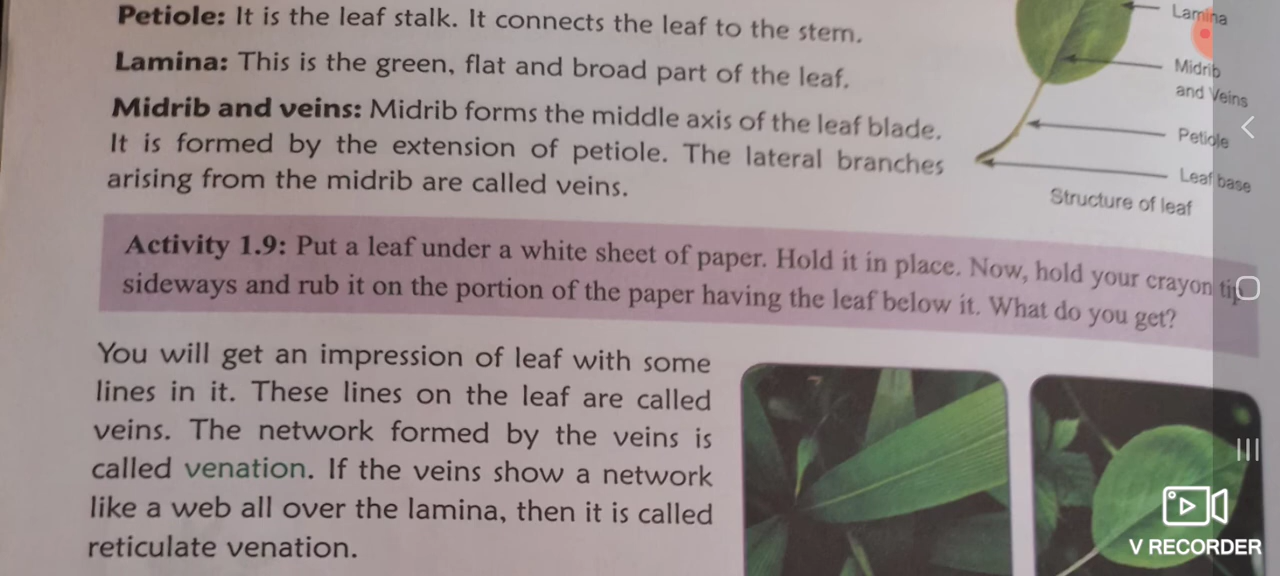 Petiole: It is the leaf stalk. It connects the leaf to the stem.
Lamina: This is the green, flat and broad part of the leaf.
Midrib and veins: Midrib forms the middle axis of the leaf blade.
It is formed by the extension of petiole. The lateral branches
arising from the midrib are called veins.
Lamina
Midrib
and Veins
Petiole
Leaf base
Structure of leaf
Activity 1.9: Put a leaf under a white sheet of paper. Hold it in place. Now, hold your crayon tip
sideways and rub it on the portion of the paper having the leaf below it. What do you get?
You will get an impression of leaf with some
lines in it. These lines on the leaf are called
veins. The network formed by the veins is
called venation. If the veins show a network
like a web all over the lamina, then it is called
reticulate venation.
V RECORDER